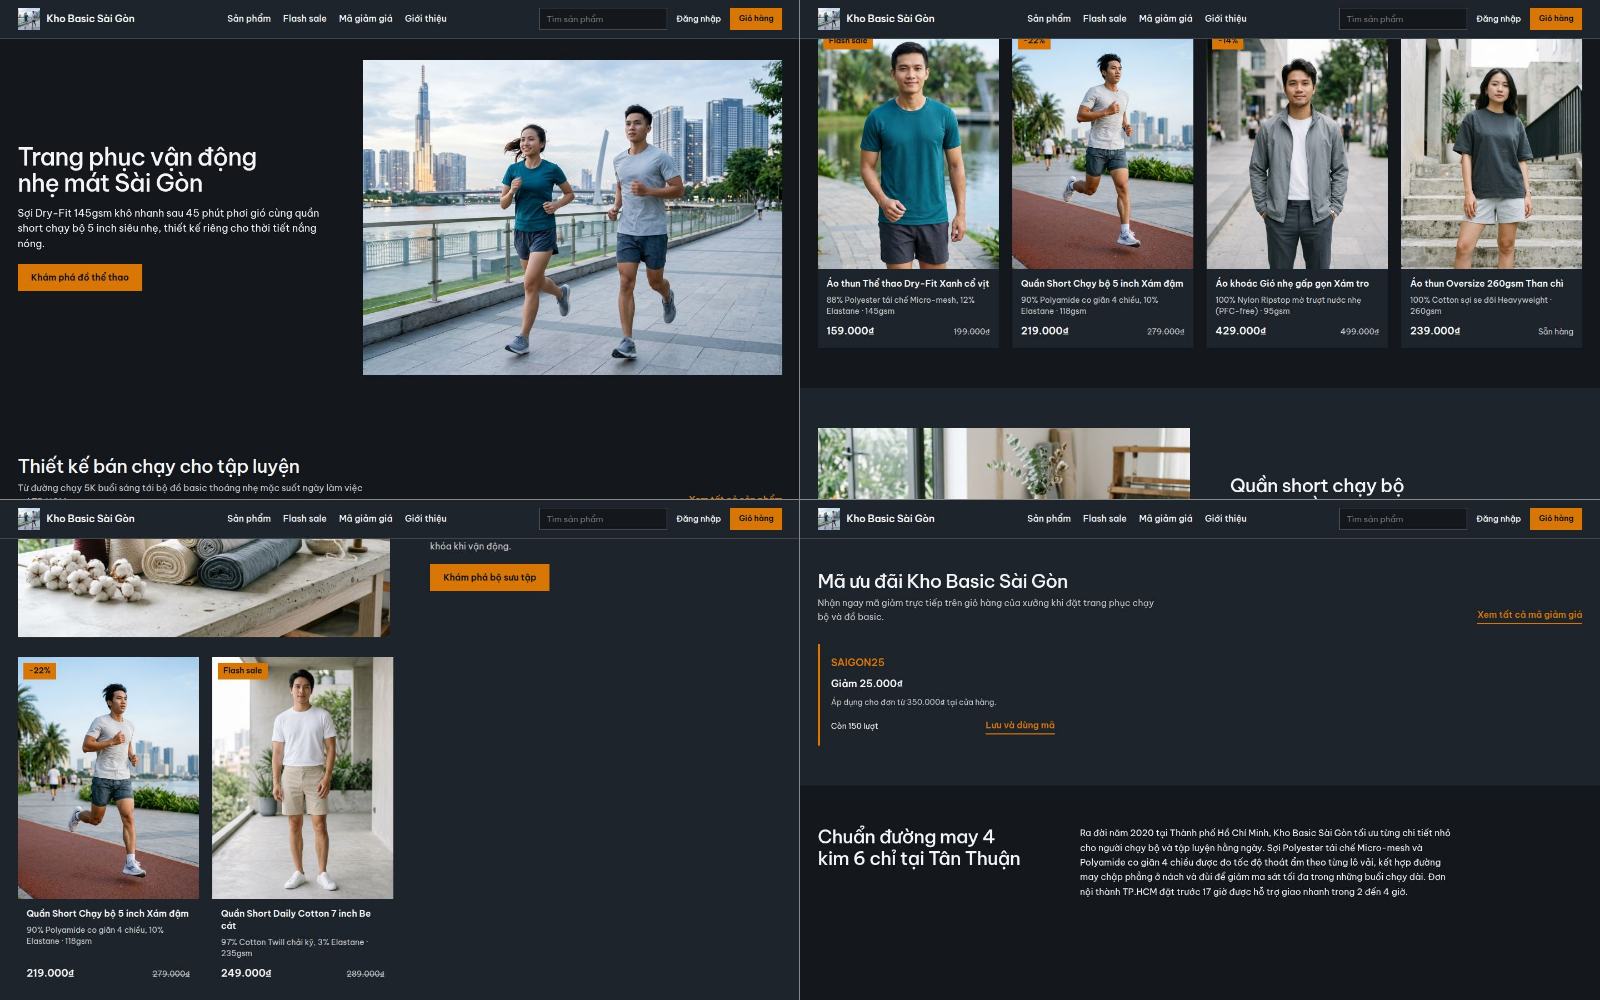 Kho Basic Sài Gòn
Sản phẩm Flash sale Mã giảm giá Giới thiệu
Tìm sản phẩm
Đăng nhập
Giỏ hàng
Trang phục vận động
nhẹ mát Sài Gòn
Sợi Dry-Fit 145gsm khô nhanh sau 45 phút phơi gió cùng quần
short chạy bộ 5 inch siêu nhẹ, thiết kế riêng cho thời tiết nắng
nóng.
Khám phá đồ thể thao
Thiết kế bán chạy cho tập luyện
Từ đường chạy 5K buổi sáng tới bộ đồ basic thoáng nhẹ mặc suốt ngày làm việc
Xem tất cả sản phẩm
Kho Basic Sài Gòn
Sản phẩm Flash sale Mã giảm giá Giới thiệu
Tìm sản phẩm
Đăng nhập
Giỏ hàng
Flash sale
-22%
-14%
Áo thun Thể thao Dry-Fit Xanh cổ vịt
88% Polyester tái chế Micro-mesh, 12%
Elastane · 145gsm
159.000₫ 199.000₫
Quần Short Chạy bộ 5 inch Xám đậm
90% Polyamide co giãn 4 chiều, 10%
Elastane · 118gsm
219.000₫ 279.000₫
Áo khoác Gió nhẹ gấp gọn Xám tro
100% Nylon Ripstop mờ trượt nước nhẹ
(PFC-free) · 95gsm
429.000₫ 499.000₫
Áo thun Oversize 260gsm Than chì
100% Cotton sợi se dài Heavyweight ·
260gsm
239.000₫ Sẵn hàng
Quần short chạy bộ
Kho Basic Sài Gòn
Sản phẩm Flash sale Mã giảm giá Giới thiệu
Tìm sản phẩm
Đăng nhập
Giỏ hàng
khóa khi vận động.
Khám phá bộ sưu tập
-22%
Flash sale
Quần Short Chạy bộ 5 inch Xám đậm
90% Polyamide co giãn 4 chiều, 10%
Elastane · 118gsm
219.000₫ 279.000₫
Quần Short Daily Cotton 7 inch Be
cát
97% Cotton Twill chải kỹ, 3% Elastane ·
235gsm
249.000₫ 289.000₫
Kho Basic Sài Gòn
Sản phẩm Flash sale Mã giảm giá Giới thiệu
Tìm sản phẩm
Đăng nhập
Giỏ hàng
Mã ưu đãi Kho Basic Sài Gòn
Nhận ngay mã giảm trực tiếp trên giỏ hàng của xưởng khi đặt trang phục chạy
bộ và đồ basic.
Xem tất cả mã giảm giá
SAIGON25
Giảm 25.000₫
Áp dụng cho đơn từ 350.000₫ tại cửa hàng.
Còn 150 lượt
Lưu và dùng mã
Chuẩn đường may 4
kim 6 chỉ tại Tân Thuận
Ra đời năm 2020 tại Thành phố Hồ Chí Minh, Kho Basic Sài Gòn tối ưu từng chi tiết nhỏ
cho người chạy bộ và tập luyện hằng ngày. Sợi Polyester tái chế Micro-mesh và
Polyamide co giãn 4 chiều được đo tốc độ thoát ẩm theo từng lô vải, kết hợp đường
may chập phẳng ở nách và đùi để giảm ma sát tối đa trong những buổi chạy dài. Đơn
nội thành TP.HCM đặt trước 17 giờ được hỗ trợ giao nhanh trong 2 đến 4 giờ.